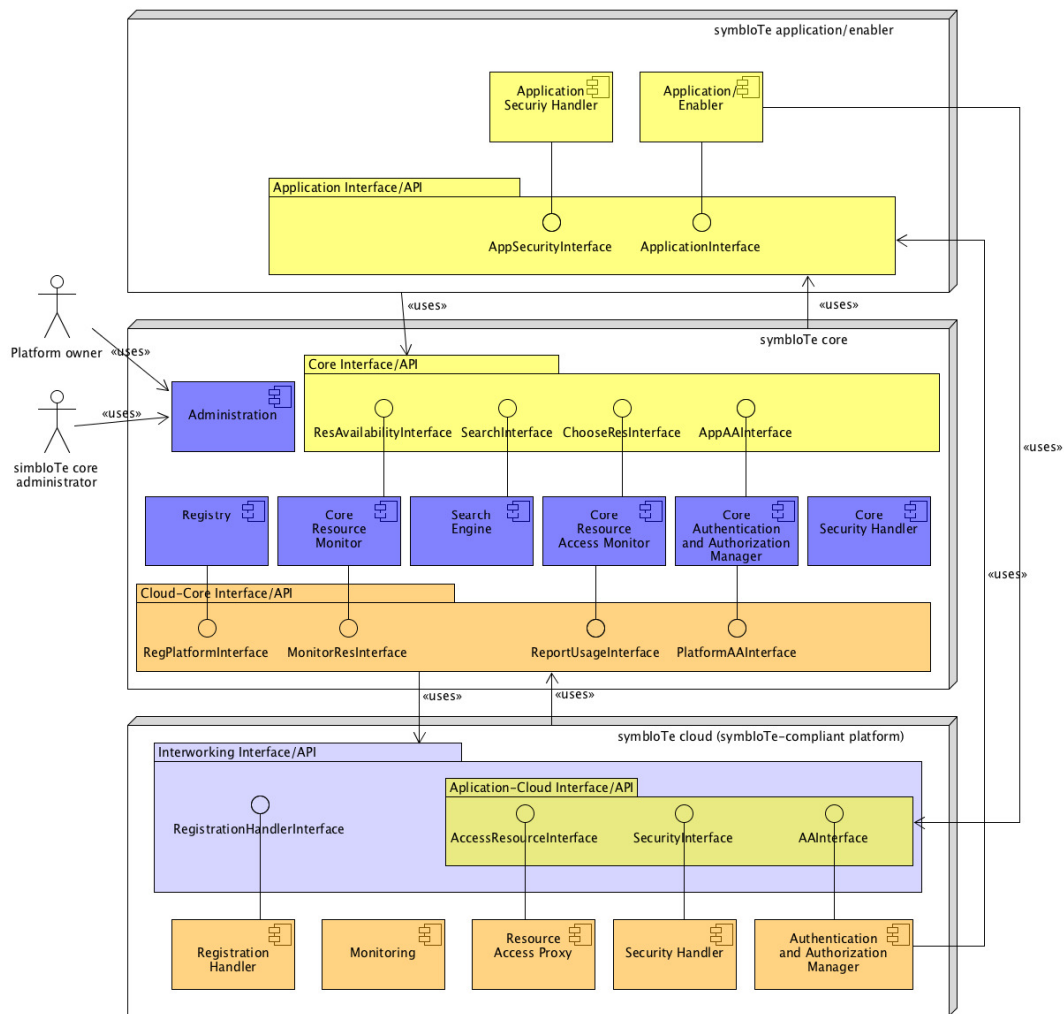 symbIoTe application/enabler
Application
Securiy Handler
Application/
Enabler
Application Interface/API
AppSecurityInterface
ApplicationInterface
«uses»
«uses»
Platform owner
«uses»
symbIoTe core
Core Interface/API
Administration
ResAvailabilityInterface
SearchInterface
ChooseResInterface
AppAAInterface
«uses»
simbIoTe core
administrator
«uses»
Registry
Core
Resource
Monitor
Search
Engine
Core
Resource
Access Monitor
Core
Authentication
and Authorization
Manager
Core
Security Handler
«uses»
Cloud-Core Interface/API
RegPlatformInterface
MonitorResInterface
ReportUsageInterface
PlatformAAInterface
«uses»
«uses»
symbIoTe cloud (symbIoTe-compliant platform)
Interworking Interface/API
Aplication-Cloud Interface/API
RegistrationHandlerInterface
AccessResourceInterface
SecurityInterface
AAInterface
Registration
Handler
Monitoring
Resource
Access Proxy
Security Handler
Authentication
and Authorization
Manager